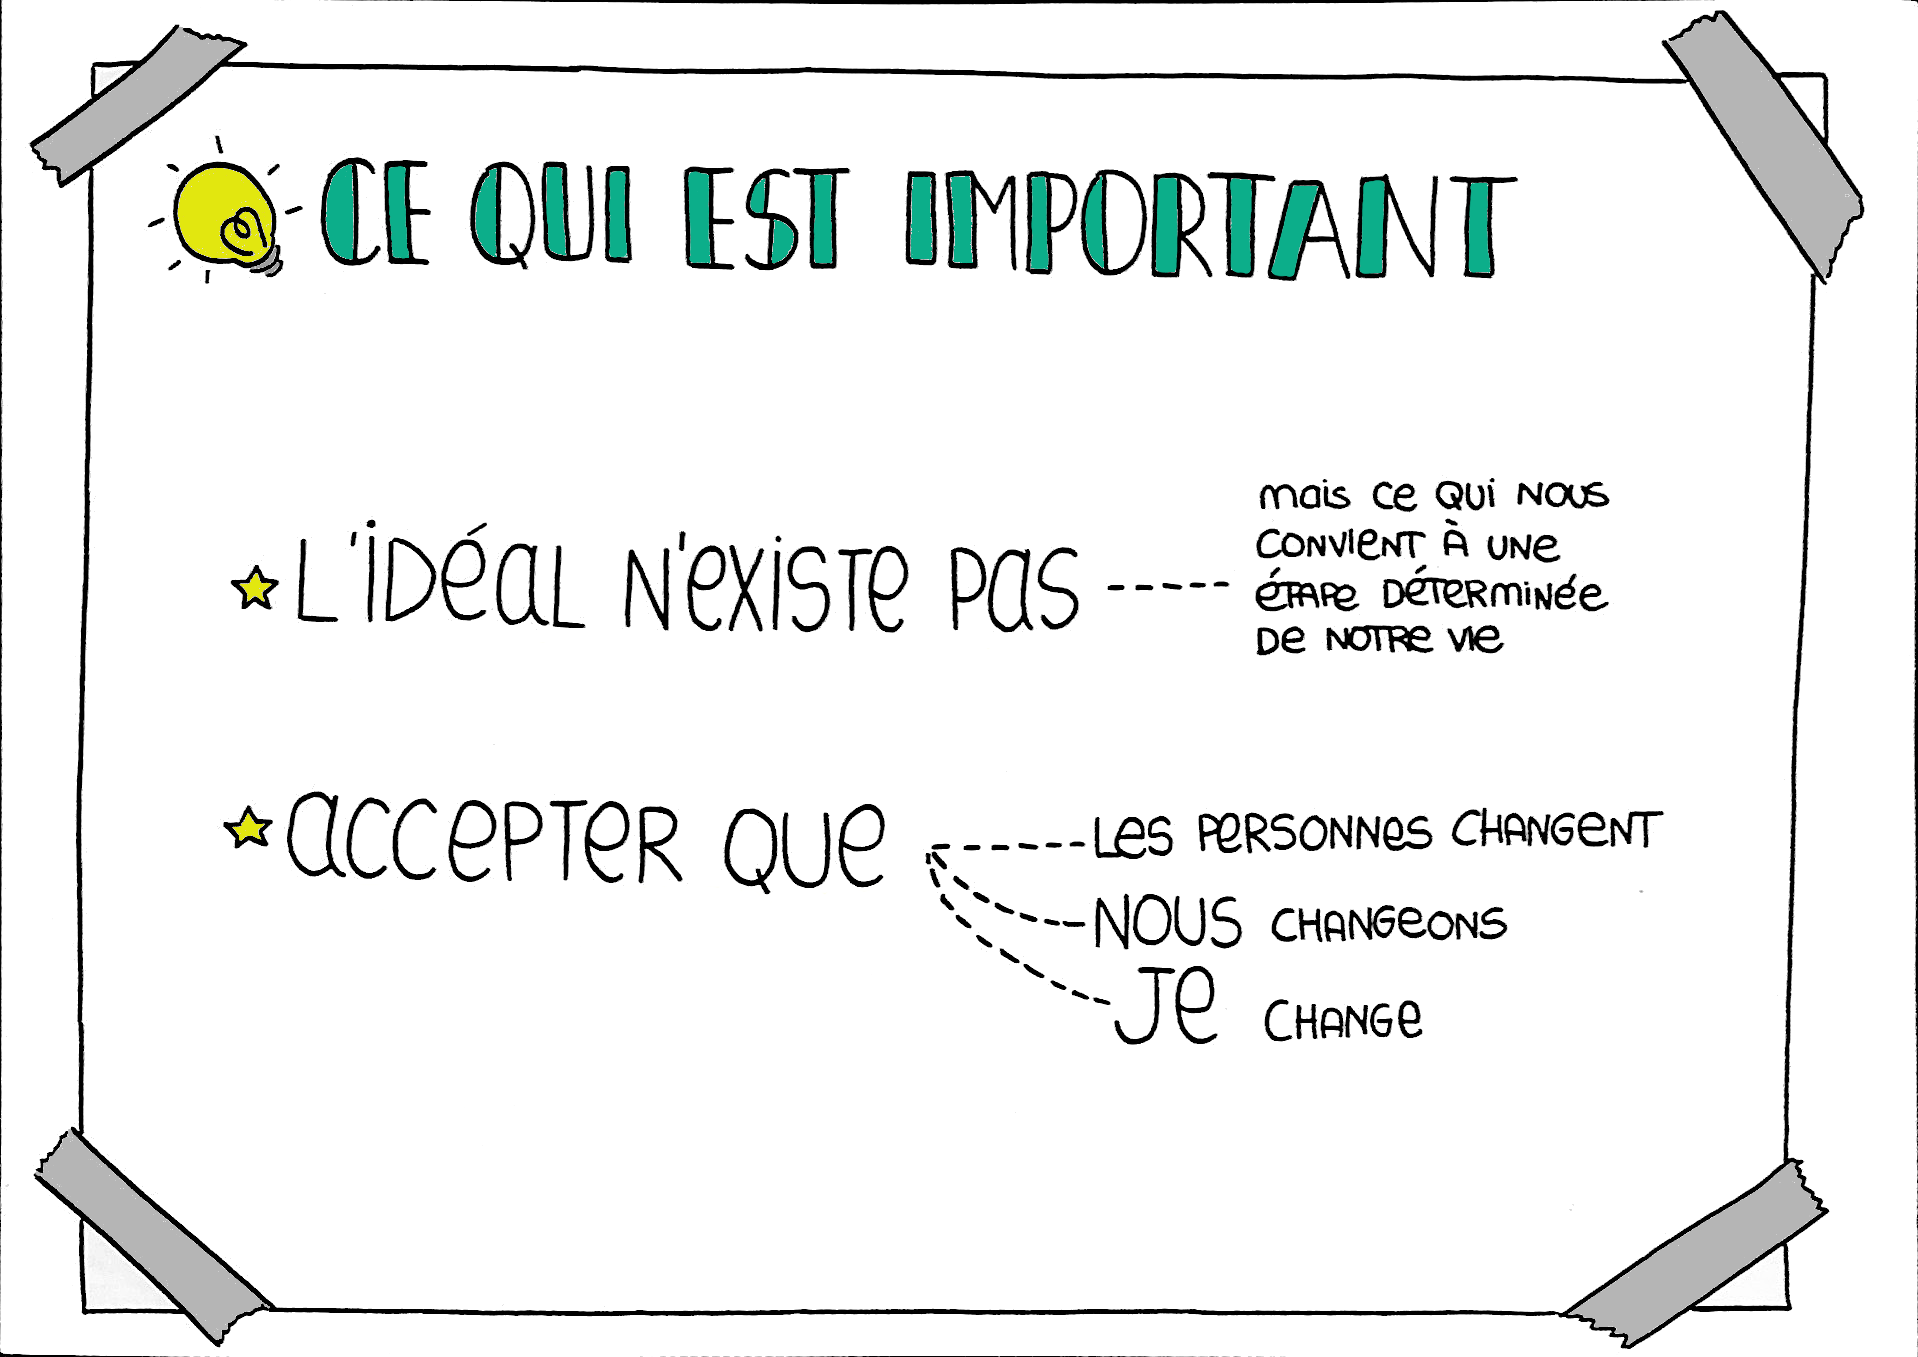 CE QUI EST IMPORTANT
L'idéal n'existe pas
mais ce qui nous
convient à une
étape déterminée
de notre vie
accepter que
les personnes changent
nous changeons
je change